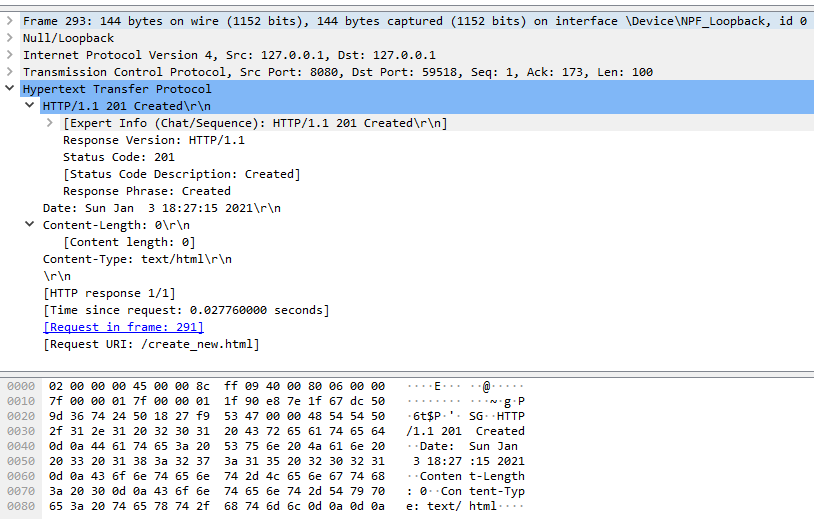 Frame 293: 144 bytes on wire (1152 bits), 144 bytes captured (1152 bits) on interface \Device\NPF_Loopback, id 0
Null/Loopback
Internet Protocol Version 4, Src: 127.0.0.1, Dst: 127.0.0.1
Transmission Control Protocol, Src Port: 8080, Dst Port: 59518, Seq: 1, Ack: 173, Len: 100
Hypertext Transfer Protocol
HTTP/1.1 201 Created\r\n
[Expert Info (Chat/Sequence): HTTP/1.1 201 Created\r\n]
Response Version: HTTP/1.1
Status Code: 201
[Status Code Description: Created]
Response Phrase: Created
Date: Sun Jan  3 18:27:15 2021\r\n
Content-Length: 0\r\n
[Content length: 0]
Content-Type: text/html\r\n
\r\n
[HTTP response 1/1]
[Time since request: 0.027760000 seconds]
[Request in frame: 291]
[Request URI: /create_new.html]
0000 02 00 00 00 45 00 00 8c ff 09 40 00 80 06 00 00 ····E··· ··@·····
0010 7f 00 00 01 7f 00 00 01 1f 90 e8 7e 1f 67 dc 50 ········ ···~·g·P
0020 9d 36 74 24 50 18 27 f9 53 47 00 00 48 54 54 50 ·6t$P·'· SG··HTTP
0030 2f 31 2e 31 20 32 30 31 20 43 72 65 61 74 65 64 /1.1 201  Created
0040 0d 0a 44 61 74 65 3a 20 53 75 6e 20 4a 61 6e 20 ··Date:  Sun Jan
0050 20 33 20 31 38 3a 32 37 3a 31 35 20 32 30 32 31  3 18:27 :15 2021
0060 0d 0a 43 6f 6e 74 65 6e 74 2d 4c 65 6e 67 74 68 ··Conten t-Length
0070 3a 20 30 0d 0a 43 6f 6e 74 65 6e 74 2d 54 79 70 : 0··Con tent-Typ
0080 65 3a 20 74 65 78 74 2f 68 74 6d 6c 0d 0a 0d 0a e: text/ html····